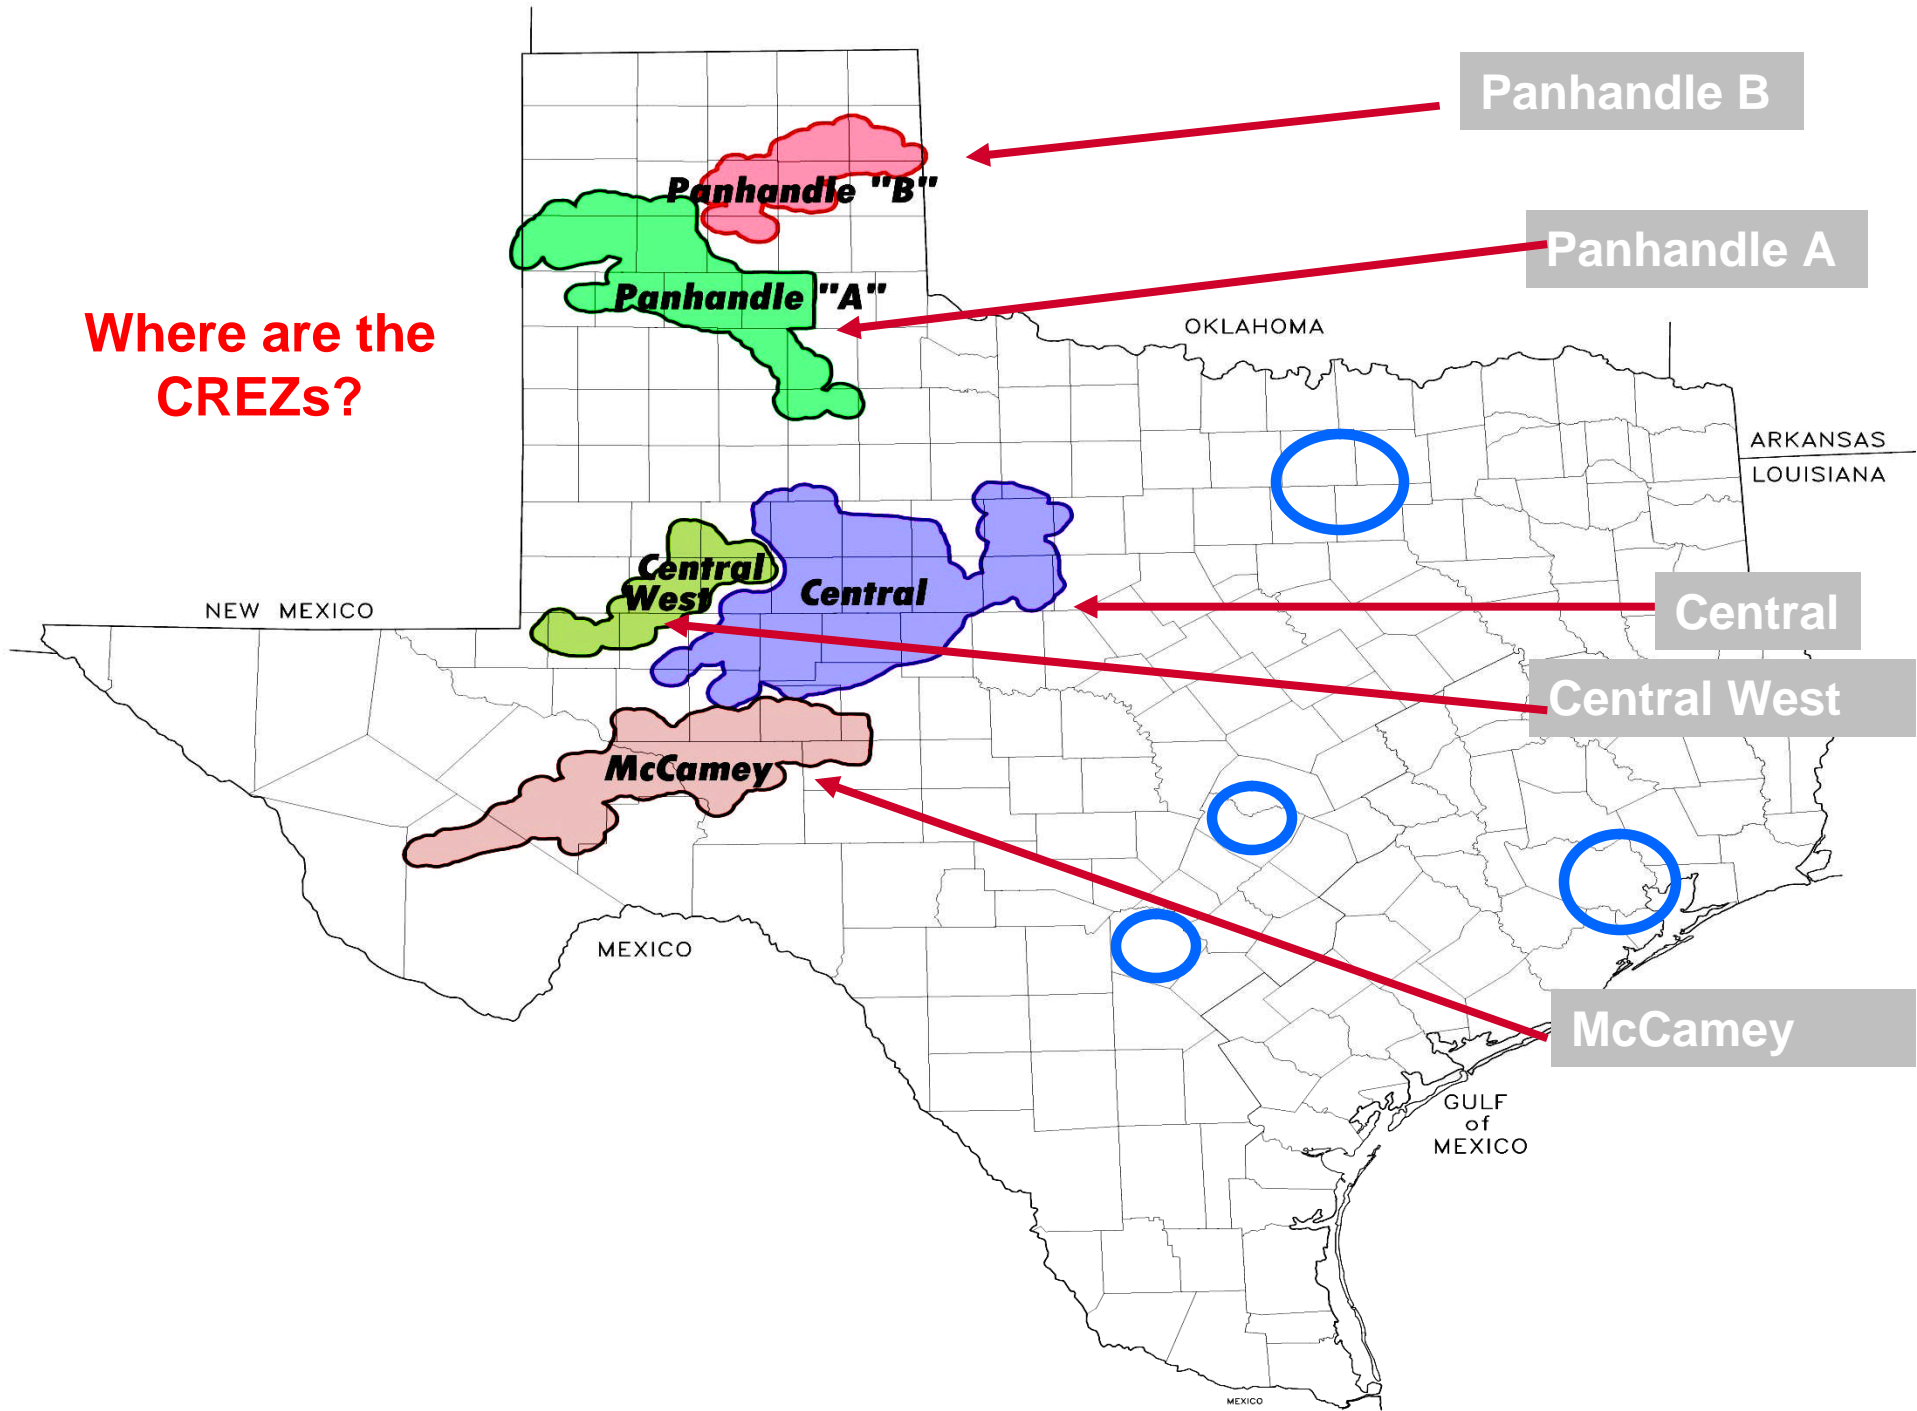 Panhandle B
Panhandle "B"
Panhandle A
Panhandle "A"
Where are the
CREZs?
OKLAHOMA
ARKANSAS
LOUISIANA
Central
West
Central
NEW MEXICO
Central
Central West
McCamey
MEXICO
McCamey
GULF
of
MEXICO
MEXICO